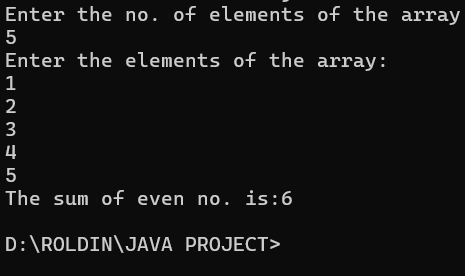 Enter the no. of elements of the array
5
Enter the elements of the array:
1
2
3
4
5
The sum of even no. is:6
D:\ROLDIN\JAVA PROJECT>